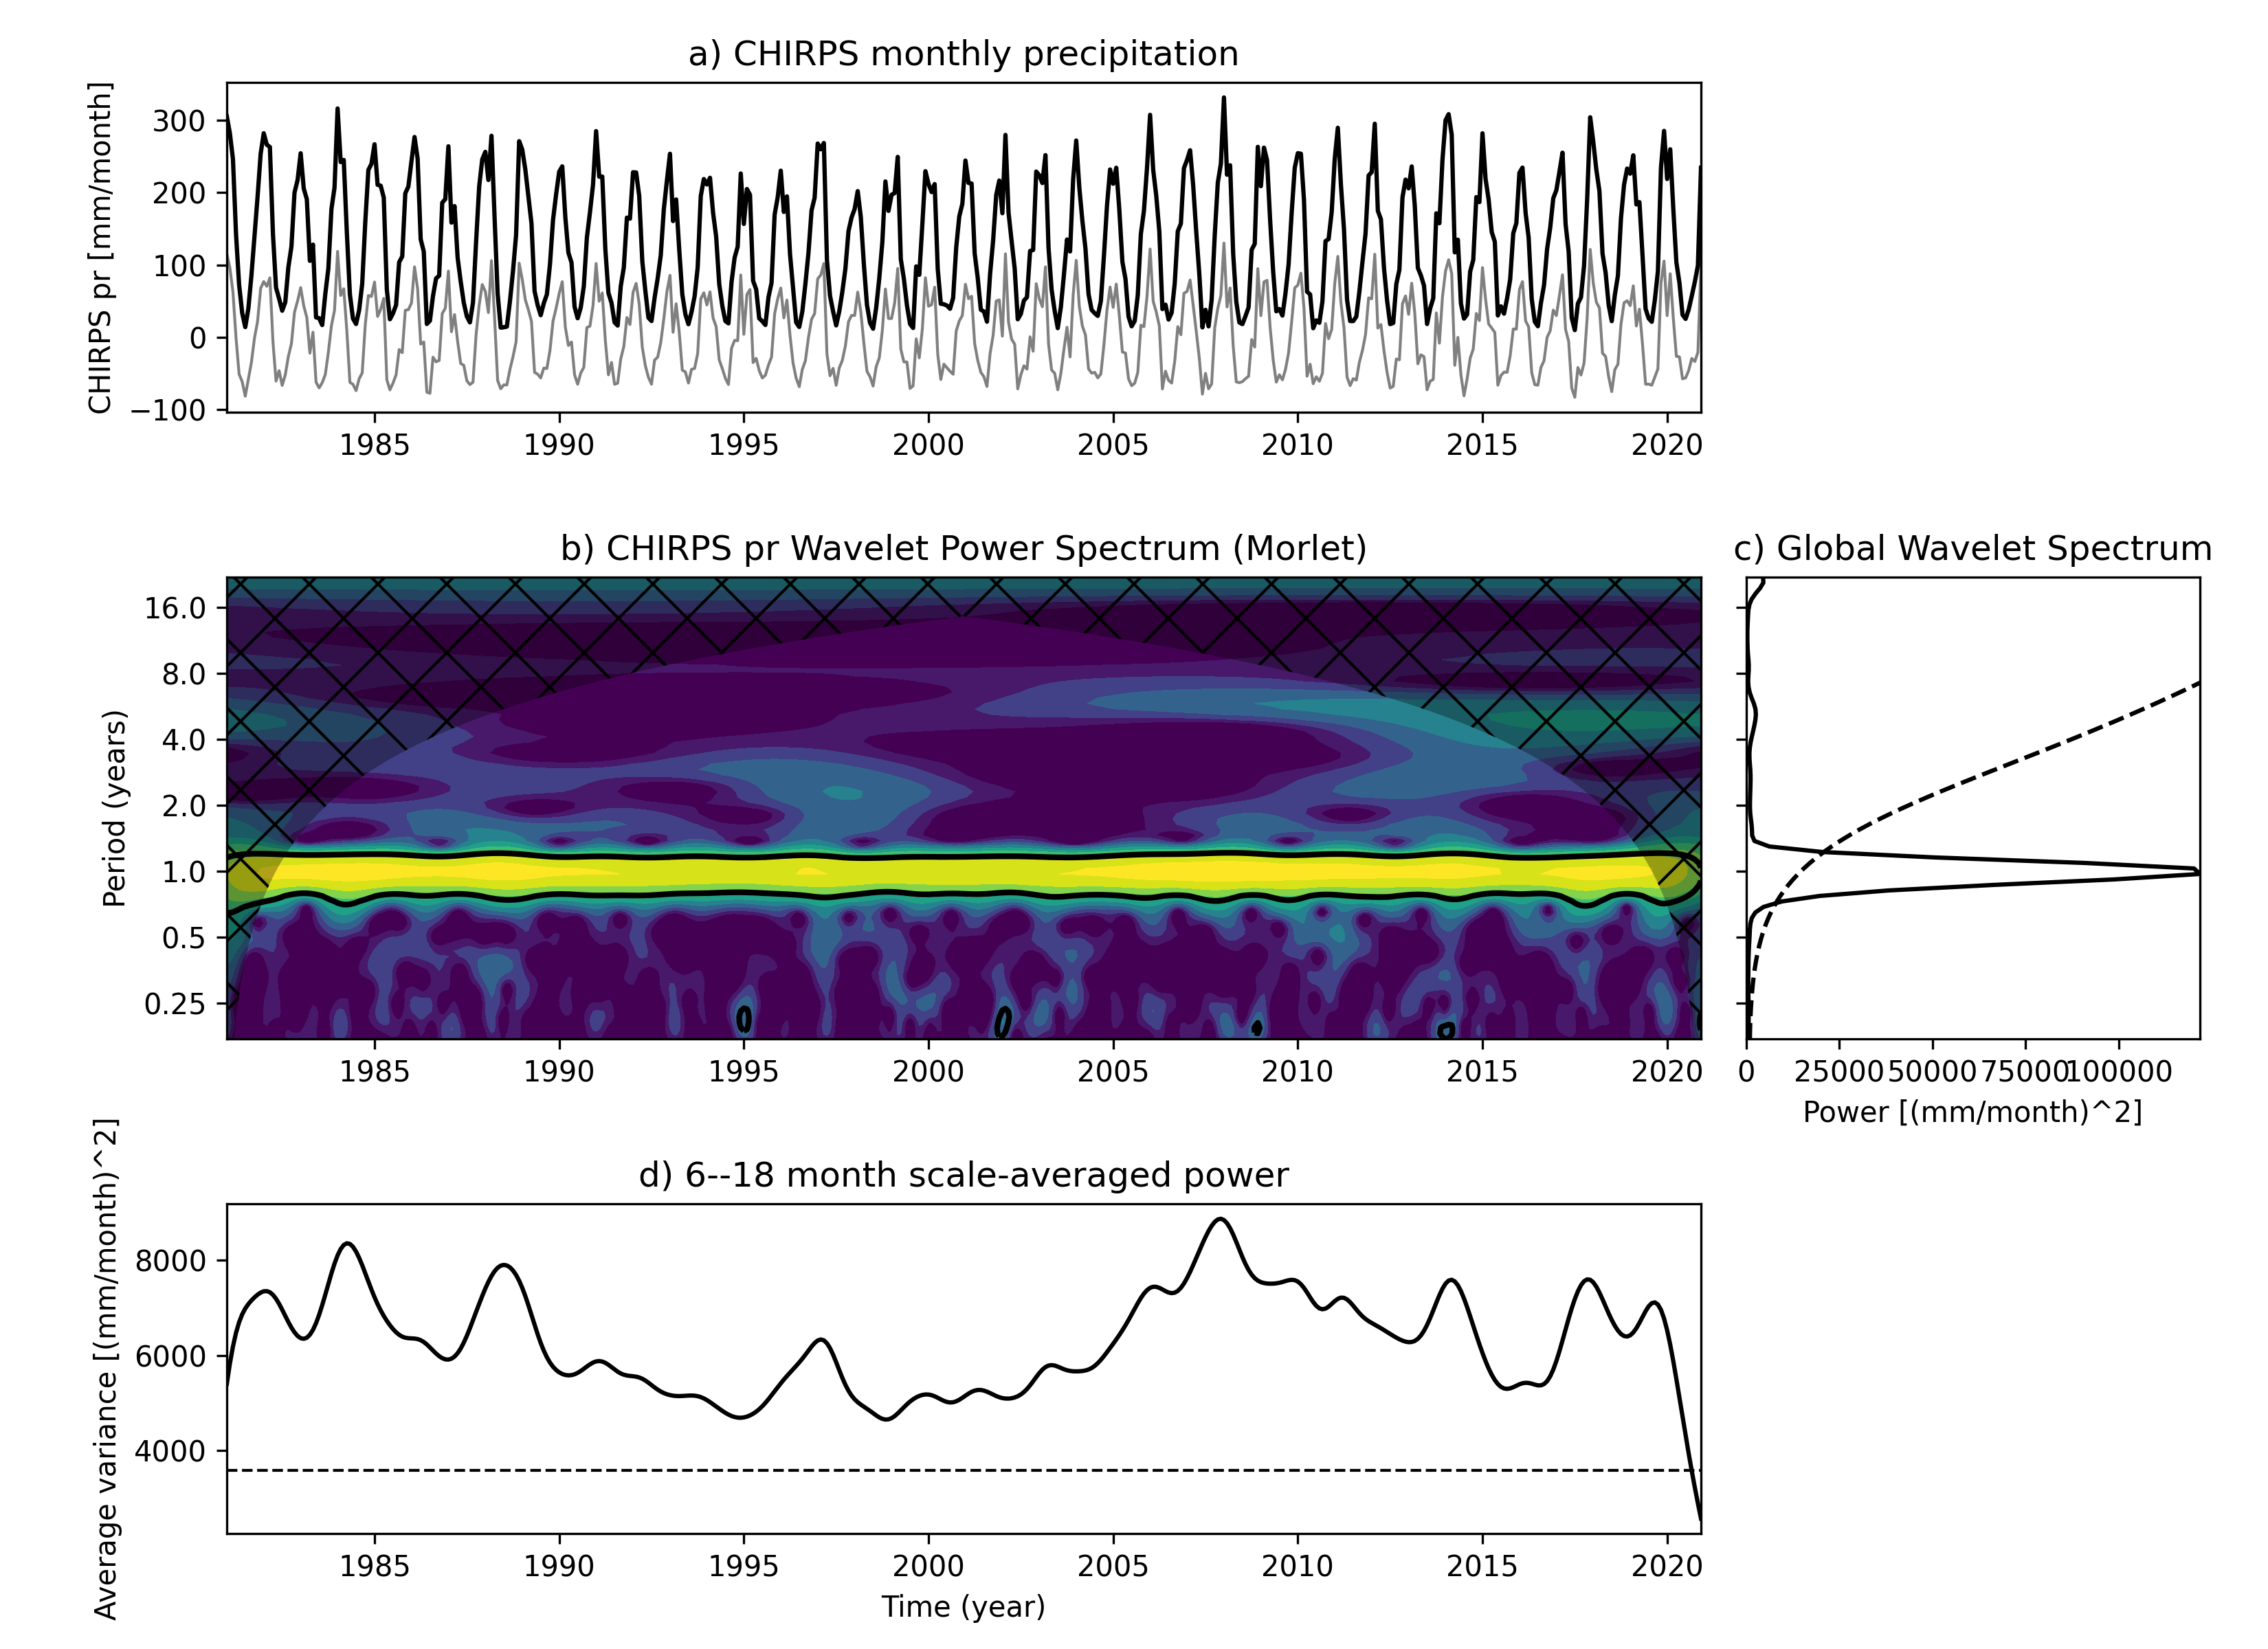 a) CHIRPS monthly precipitation
CHIRPS pr [mm/month]
300
200
100
0
−100
1985 1990 1995 2000 2005 2010 2015 2020
b) CHIRPS pr Wavelet Power Spectrum (Morlet)
Period (years)
16.0
8.0
4.0
2.0
1.0
0.5
0.25
1985 1990 1995 2000 2005 2010 2015 2020
c) Global Wavelet Spectrum
0 25000 50000 75000 100000
Power [(mm/month)^2]
d) 6--18 month scale-averaged power
Average variance [(mm/month)^2]
8000
6000
4000
1985 1990 1995 2000 2005 2010 2015 2020
Time (year)